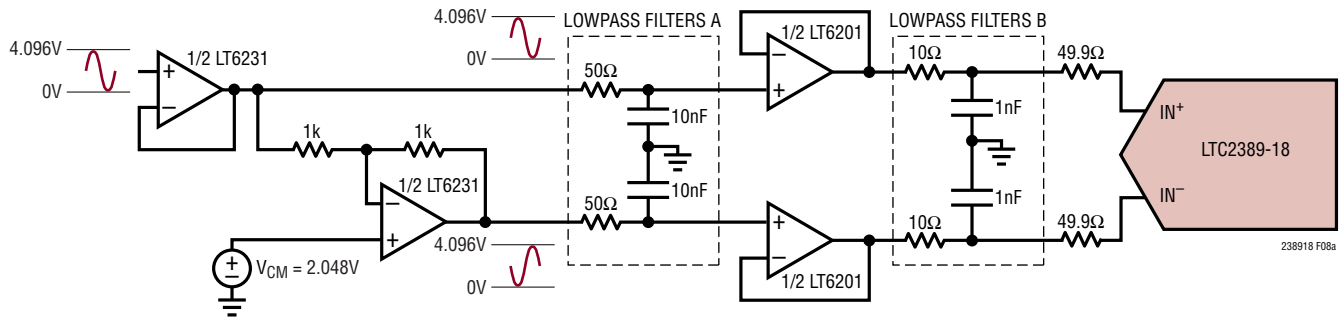 4.096V
0V
1/2 LT6231
4.096V
0V
LOWPASS FILTERS A
50Ω
10nF
10nF
50Ω
1k
1k
1/2 LT6231
VCM = 2.048V
4.096V
0V
1/2 LT6201
1/2 LT6201
LOWPASS FILTERS B
10Ω
1nF
1nF
10Ω
49.9Ω
49.9Ω
IN+
LTC2389-18
IN−
238918 F08a